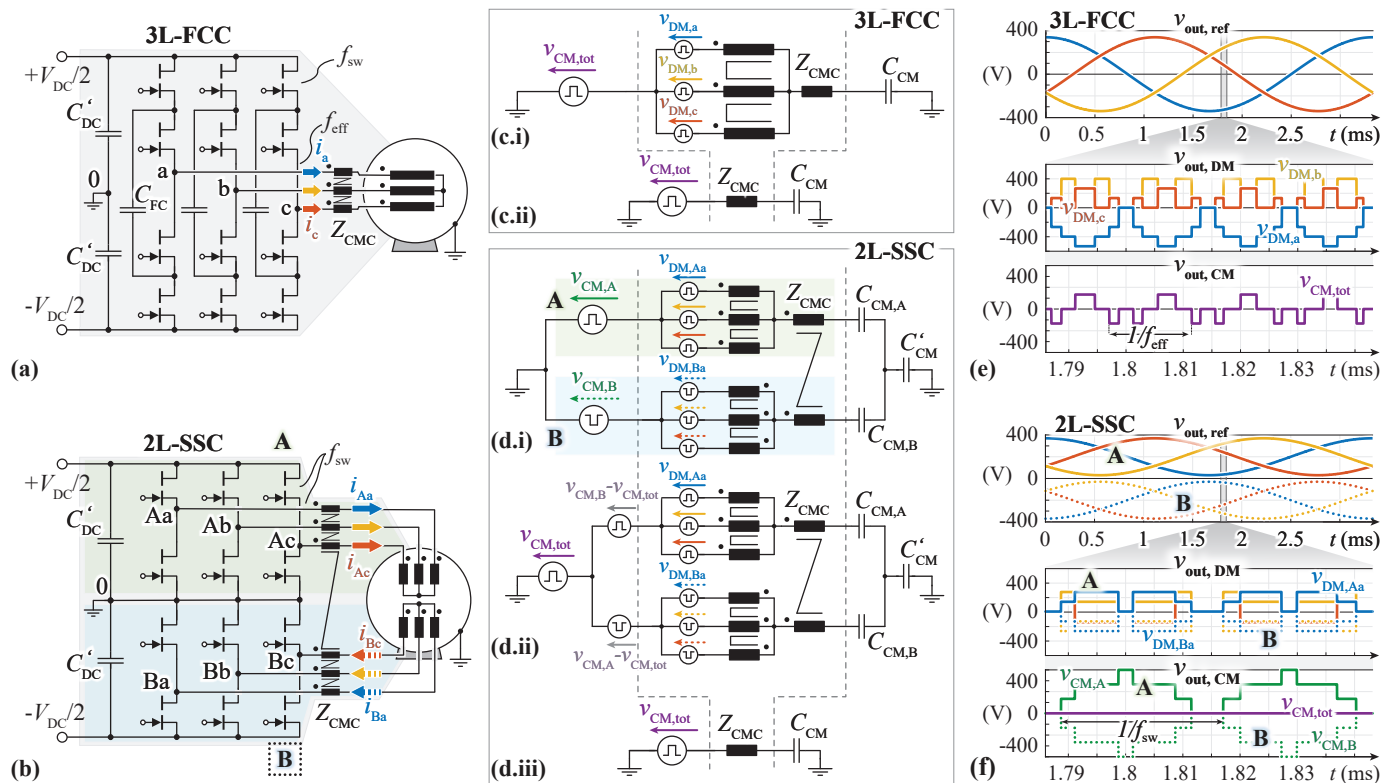 3L-FCC
+V_DC/2
f_sw
C'_DC
f_eff
i_a
a
0
C_FC
b
c
i_c
Z_CMC
C'_DC
-V_DC/2
(a)
2L-SSC
A
f_sw
+V_DC/2
i_Aa
Aa
C'_DC
Ab
Ac
i_Ac
0
i_Bc
C'_DC
Ba
Bb
Bc
i_Ba
Z_CMC
-V_DC/2
(b)
B
3L-FCC
v_DM,a
v_CM,tot
v_DM,b
Z_CMC
C_CM
v_DM,c
(c.i)
v_CM,tot
Z_CMC
C_CM
(c.ii)
2L-SSC
v_DM,Aa
v_CM,A
A
Z_CMC
C_CM,A
C'_CM
v_DM,Ba
v_CM,B
(d.i)
B
C_CM,B
v_DM,Aa
v_CM,B-v_CM,tot
Z_CMC
C_CM,A
v_CM,tot
C'_CM
v_DM,Ba
v_CM,A-v_CM,tot
C_CM,B
(d.ii)
v_CM,tot
Z_CMC
C_CM
(d.iii)
3L-FCC
v_out, ref
400
(V)
0
-400
0 0.5 1 1.5 2 2.5 t (ms)
v_out, DM
400
(V)
0
-400
v_DM,b
v_DM,c
v_DM,a
v_out, CM
400
(V)
0
-400
v_CM,tot
1/f_eff
1.79 1.8 1.81 1.82 1.83 t (ms)
(e)
2L-SSC
v_out, ref
400
(V)
0
-400
A
B
0 0.5 1 1.5 2 2.5 t (ms)
v_out, DM
400
(V)
0
-400
A
v_DM,Aa
v_DM,Ba
B
v_out, CM
400
(V)
0
-400
v_CM,A
A
v_CM,tot
1/f_sw
B
v_CM,B
1.79 1.8 1.81 1.82 1.83 t (ms)
(f)